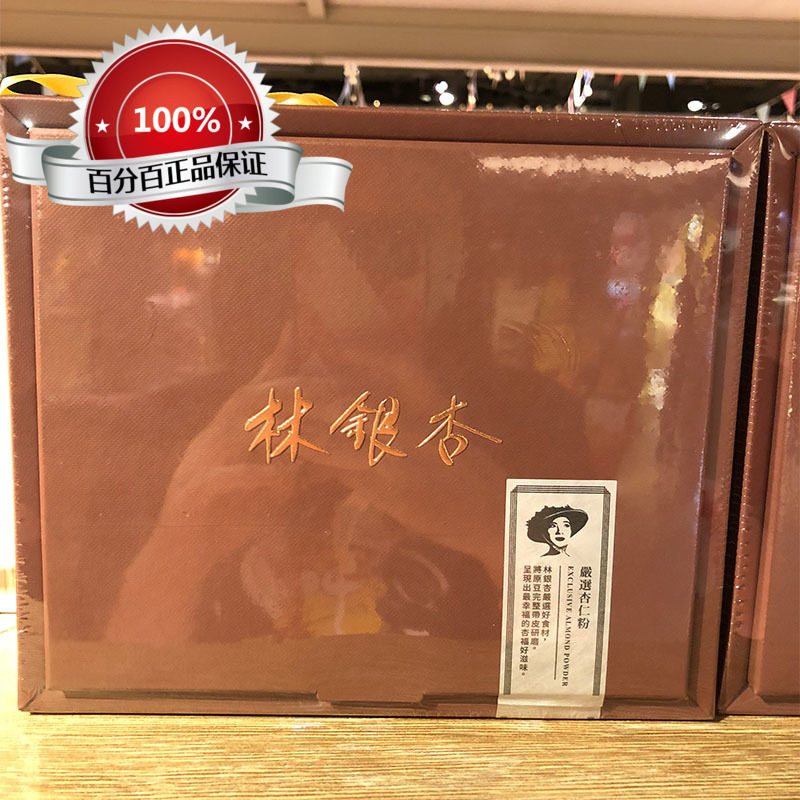 100%
百分百正品保证
林銀杏
嚴選杏仁粉
EXCLUSIVE ALMOND POWDER
林銀杏嚴選好食材，
將原豆完整帶皮研磨。
呈現出最幸福的杏福好滋味。